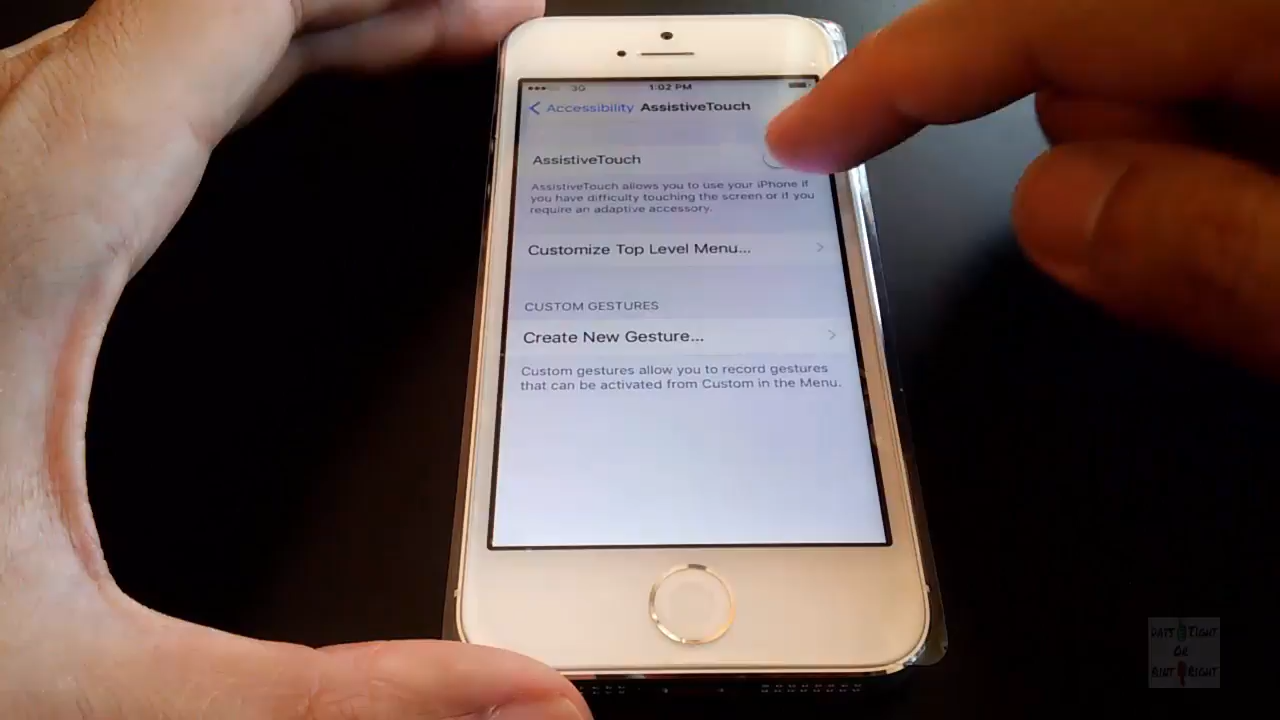 3G 1:02 PM
Accessibility AssistiveTouch
AssistiveTouch
AssistiveTouch allows you to use your iPhone if
you have difficulty touching the screen or if you
require an adaptive accessory.
Customize Top Level Menu...
CUSTOM GESTURES
Create New Gesture...
Custom gestures allow you to record gestures
that can be activated from Custom in the Menu.
OR